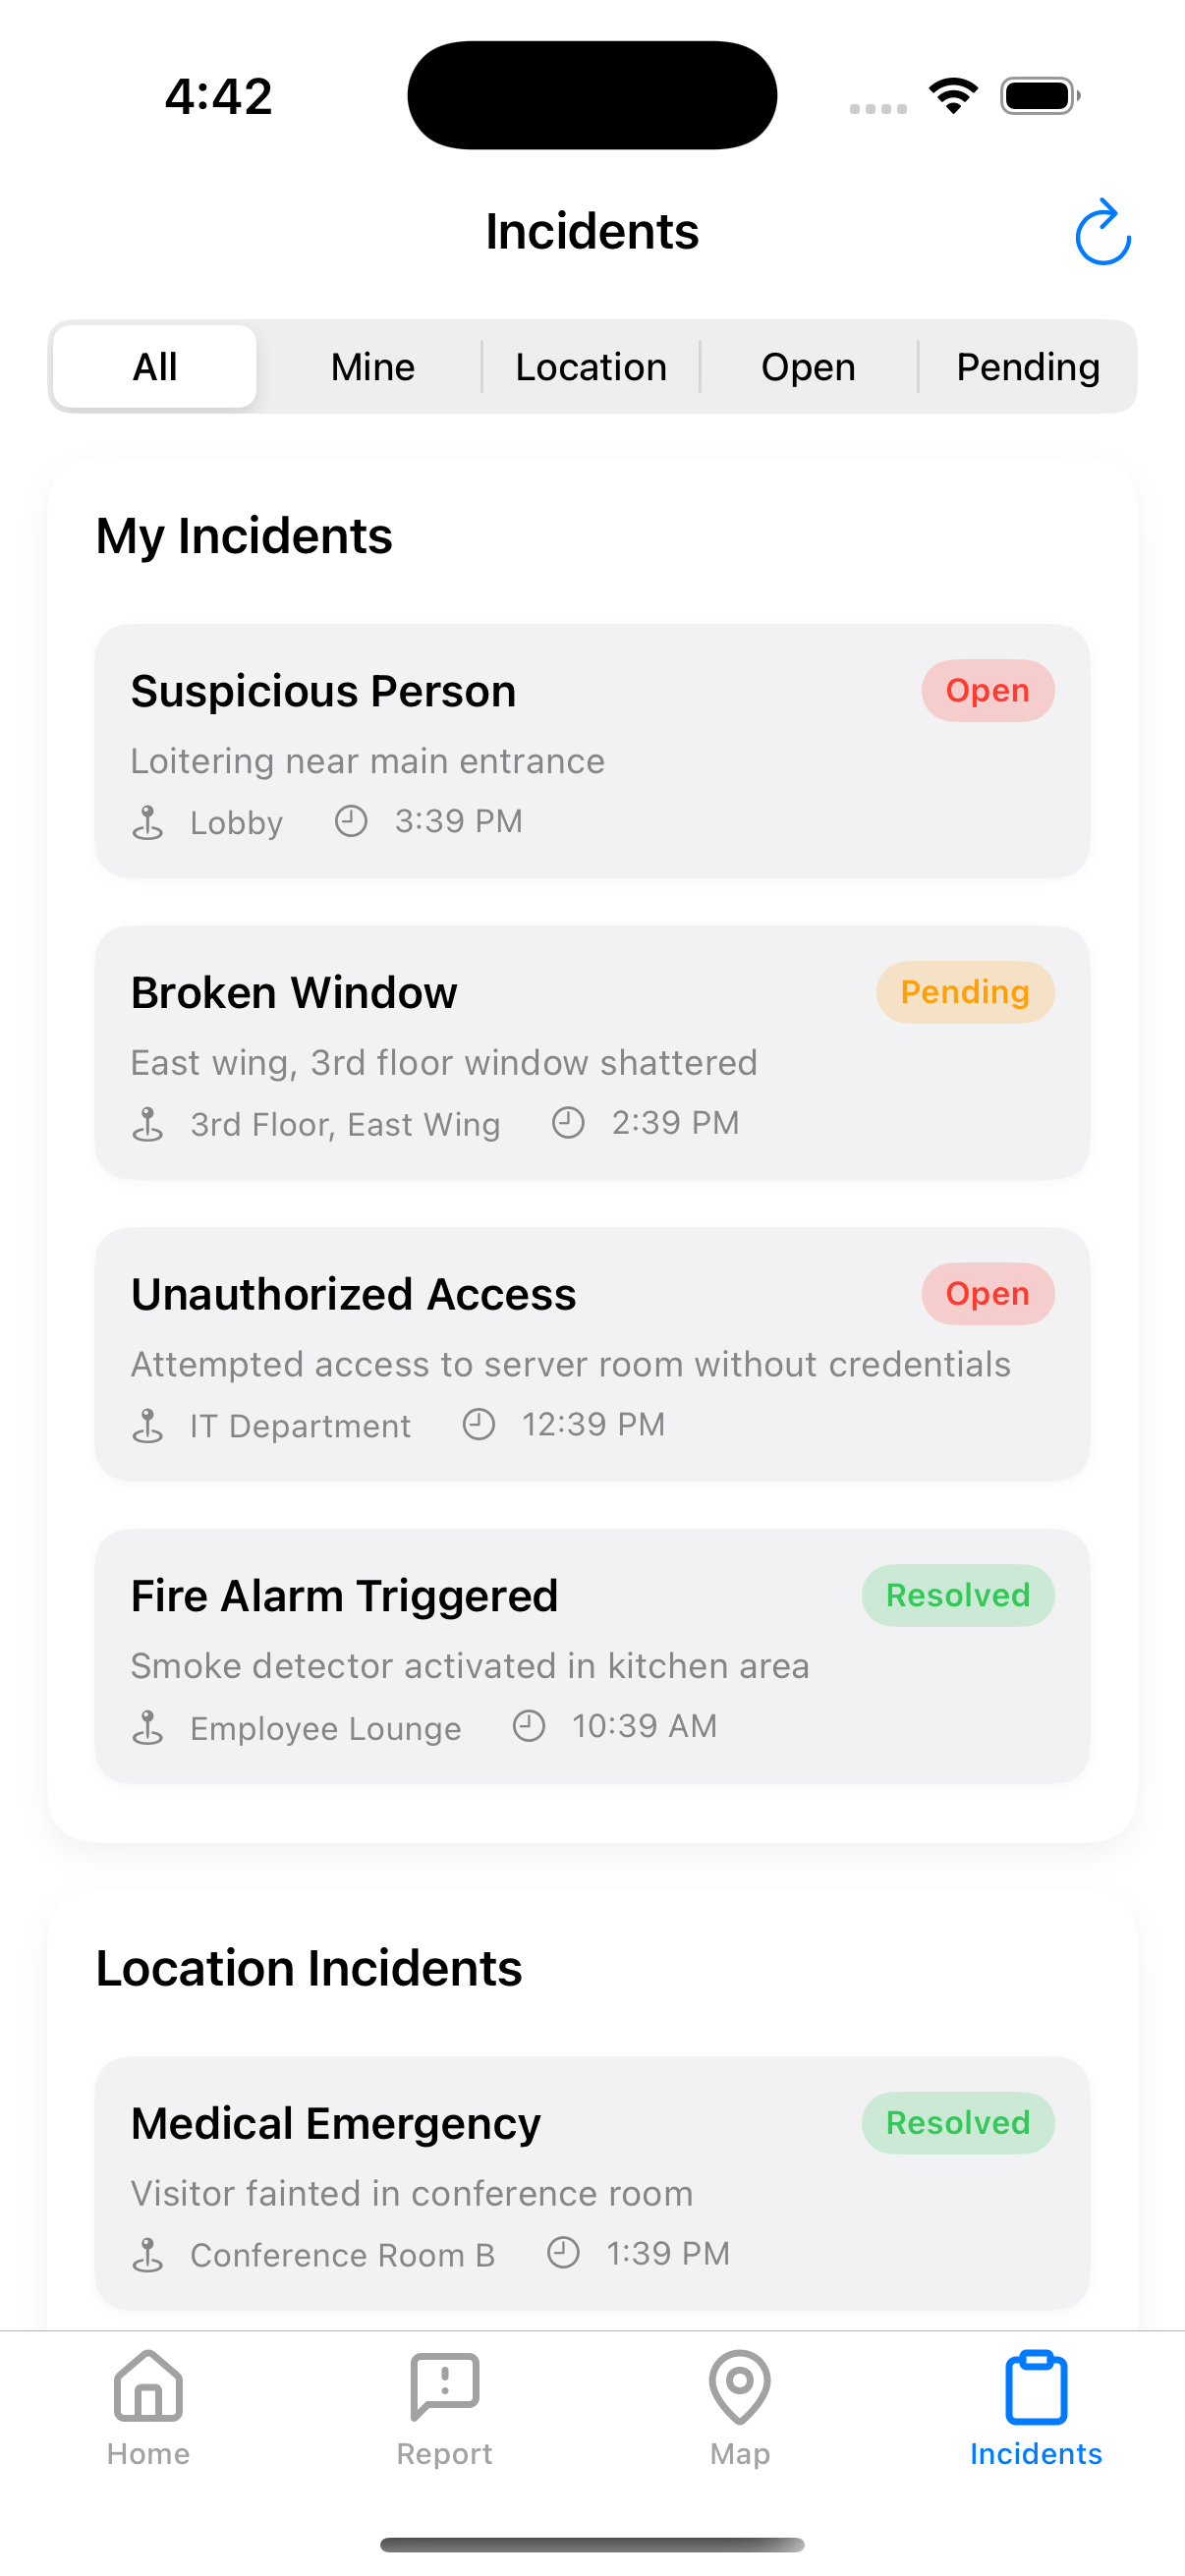 4:42
Incidents
All Mine Location Open Pending
My Incidents
Suspicious Person Open
Loitering near main entrance
Lobby 3:39 PM
Broken Window Pending
East wing, 3rd floor window shattered
3rd Floor, East Wing 2:39 PM
Unauthorized Access Open
Attempted access to server room without credentials
IT Department 12:39 PM
Fire Alarm Triggered Resolved
Smoke detector activated in kitchen area
Employee Lounge 10:39 AM
Location Incidents
Medical Emergency Resolved
Visitor fainted in conference room
Conference Room B 1:39 PM
Home Report Map Incidents